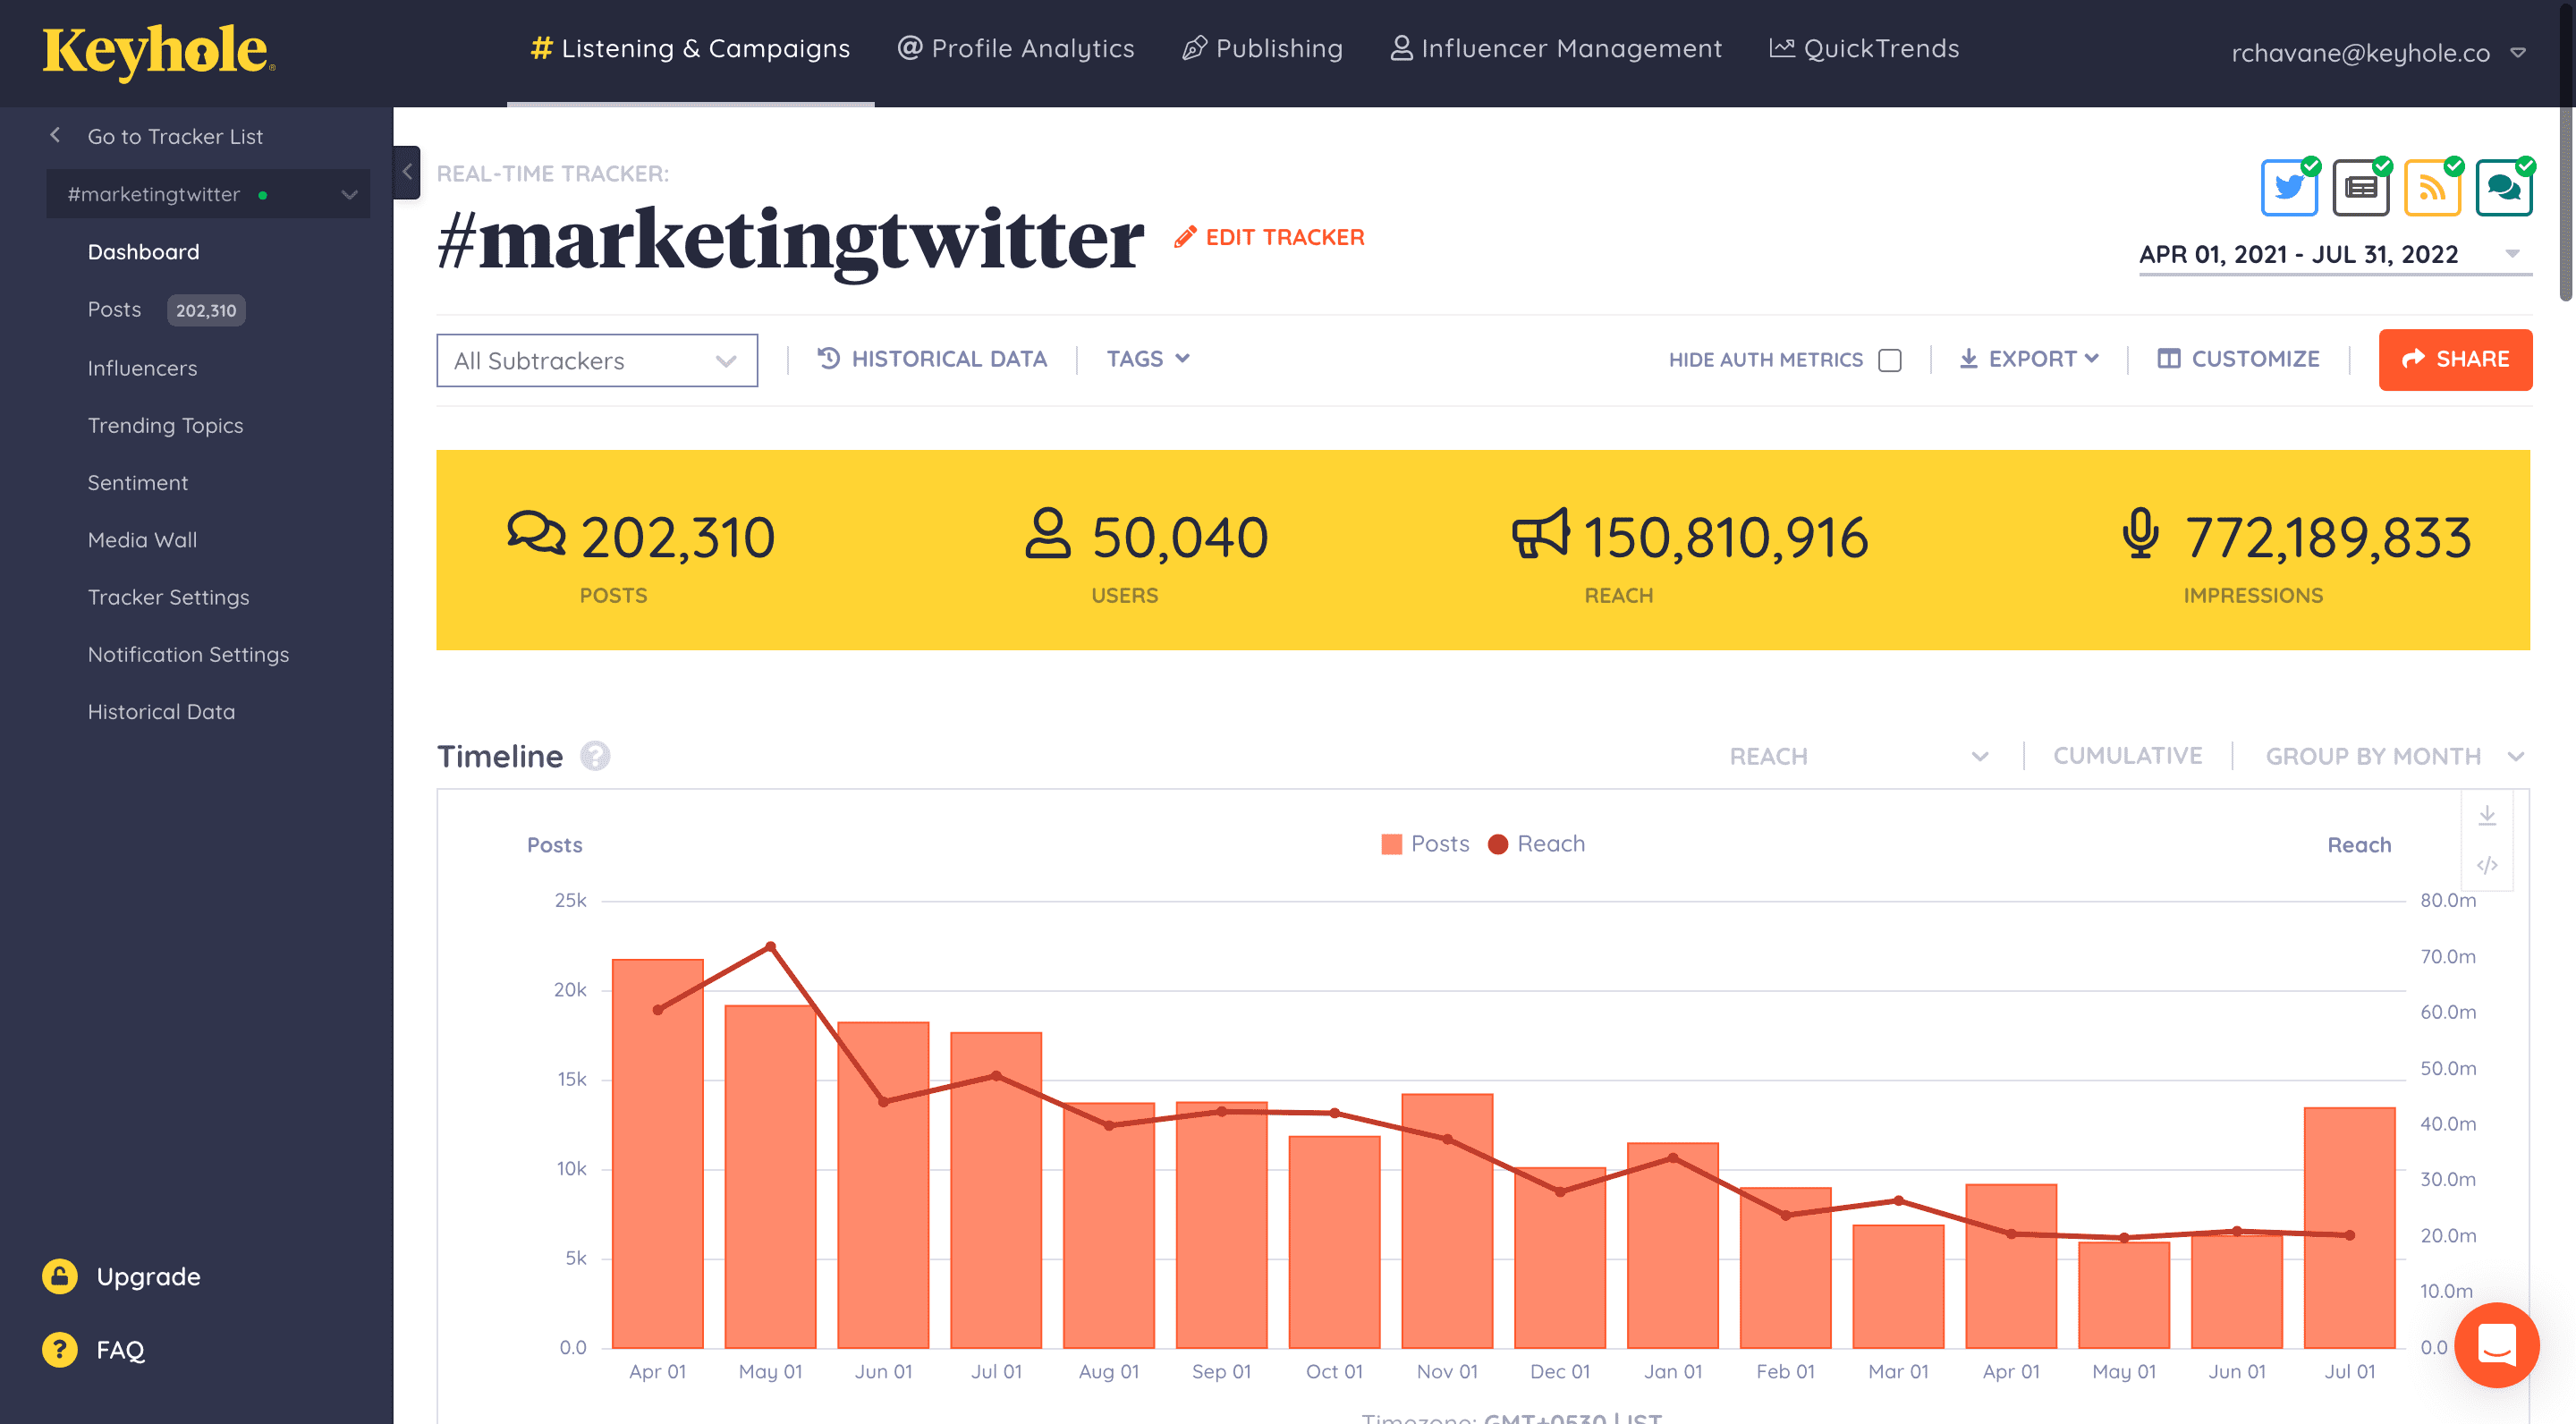 Keyhole
# Listening & Campaigns
@ Profile Analytics
Publishing
Influencer Management
QuickTrends
rchavane@keyhole.co
Go to Tracker List
#marketingtwitter
Dashboard
Posts 202,310
Influencers
Trending Topics
Sentiment
Media Wall
Tracker Settings
Notification Settings
Historical Data
Upgrade
? FAQ
REAL-TIME TRACKER:
#marketingtwitter
EDIT TRACKER
APR 01, 2021 - JUL 31, 2022
All Subtrackers
HISTORICAL DATA
TAGS
HIDE AUTH METRICS
EXPORT
CUSTOMIZE
SHARE
202,310
POSTS
50,040
USERS
150,810,916
REACH
772,189,833
IMPRESSIONS
Timeline ?
REACH
CUMULATIVE
GROUP BY MONTH
Posts
Posts Reach
Reach
</>
25k
20k
15k
10k
5k
0.0
80.0m
70.0m
60.0m
50.0m
40.0m
30.0m
20.0m
10.0m
0.0
Apr 01 May 01 Jun 01 Jul 01 Aug 01 Sep 01 Oct 01 Nov 01 Dec 01 Jan 01 Feb 01 Mar 01 Apr 01 May 01 Jun 01 Jul 01
Timezone: GMT+0530 | IST